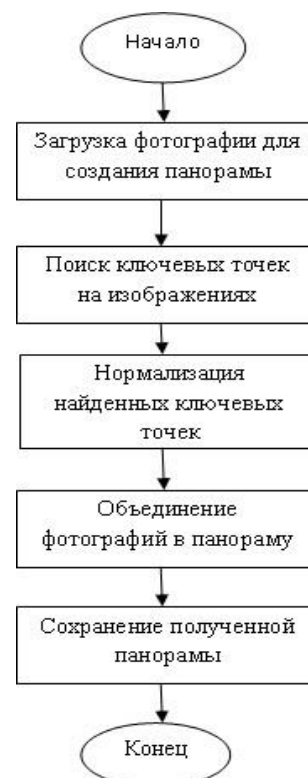 Начало
Загрузка фотографии для
создания панорамы
Поиск ключевых точек
на изображениях
Нормализация
найденных ключевых
точек
Объединение
фотографий в панораму
Сохранение полученной
панорамы
Конец